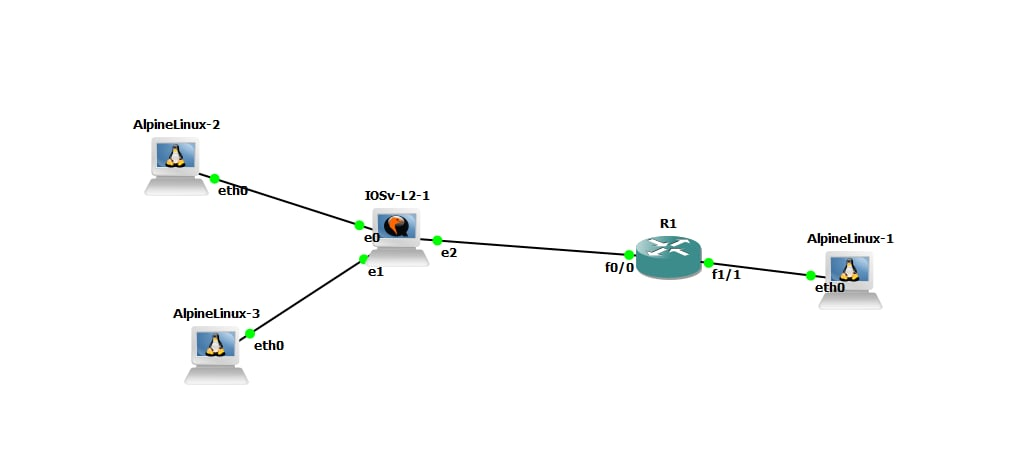 AlpineLinux-2
eth0
IOSv-L2-1
e0
e2
e1
R1
f0/0
f1/1
AlpineLinux-1
eth0
AlpineLinux-3
eth0